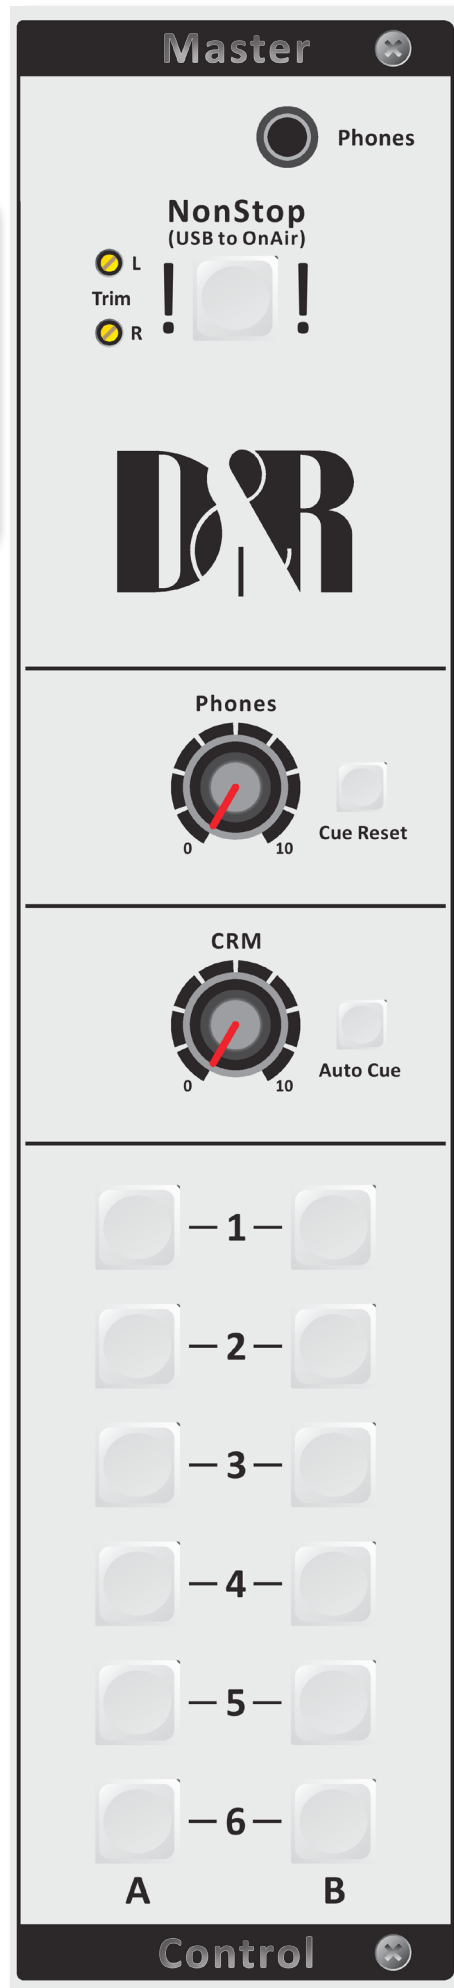 Master
Phones
NonStop
(USB to OnAir)
L
Trim
! !
R
D&R
Phones
0 10
Cue Reset
CRM
0 10
Auto Cue
1
2
3
4
5
6
A B
Control